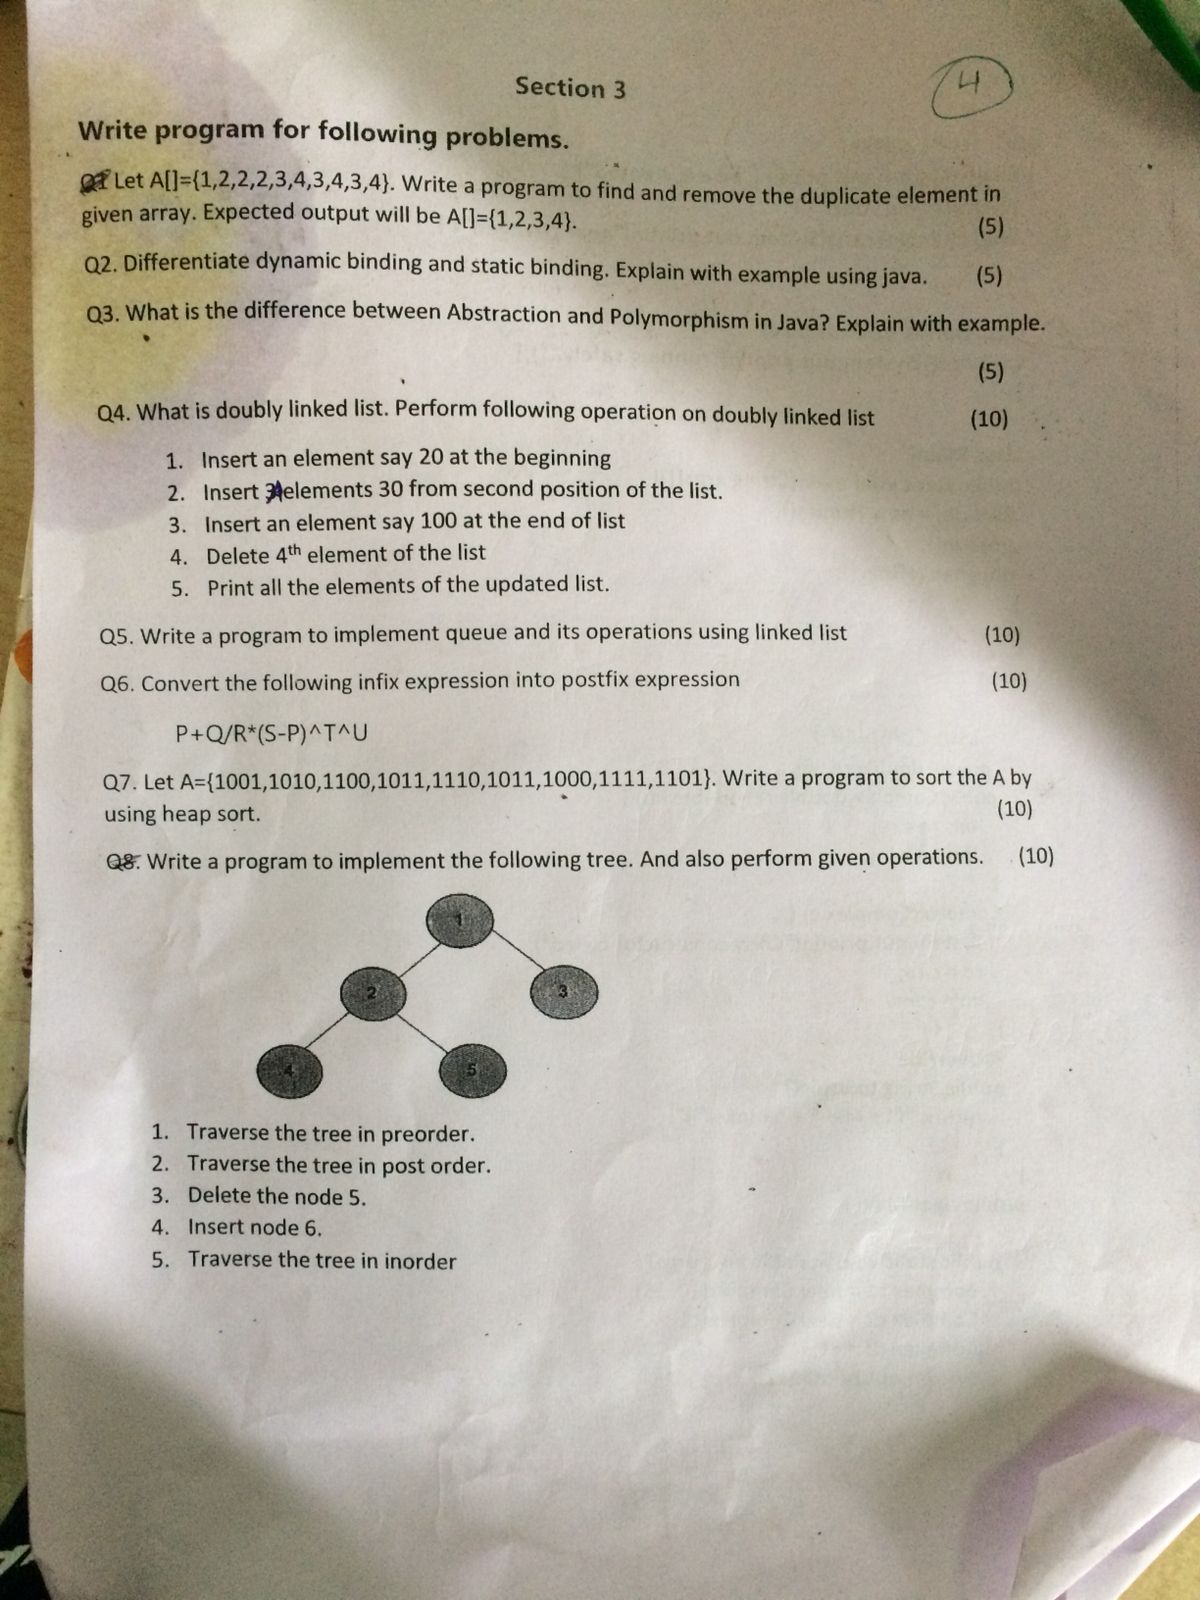 Section 3
4
Write program for following problems.
Q1 Let A[]={1,2,2,2,3,4,3,4,3,4}. Write a program to find and remove the duplicate element in
given array. Expected output will be A[]={1,2,3,4}.
(5)
Q2. Differentiate dynamic binding and static binding. Explain with example using java. (5)
Q3. What is the difference between Abstraction and Polymorphism in Java? Explain with example.
(5)
Q4. What is doubly linked list. Perform following operation on doubly linked list (10)
1. Insert an element say 20 at the beginning
2. Insert elements 30 from second position of the list.
3. Insert an element say 100 at the end of list
4. Delete 4th element of the list
5. Print all the elements of the updated list.
Q5. Write a program to implement queue and its operations using linked list (10)
Q6. Convert the following infix expression into postfix expression (10)
P+Q/R*(S-P)^T^U
Q7. Let A={1001,1010,1100,1011,1110,1011,1000,1111,1101}. Write a program to sort the A by
using heap sort. (10)
Q8. Write a program to implement the following tree. And also perform given operations. (10)
1
2
3
4
5
1. Traverse the tree in preorder.
2. Traverse the tree in post order.
3. Delete the node 5.
4. Insert node 6.
5. Traverse the tree in inorder